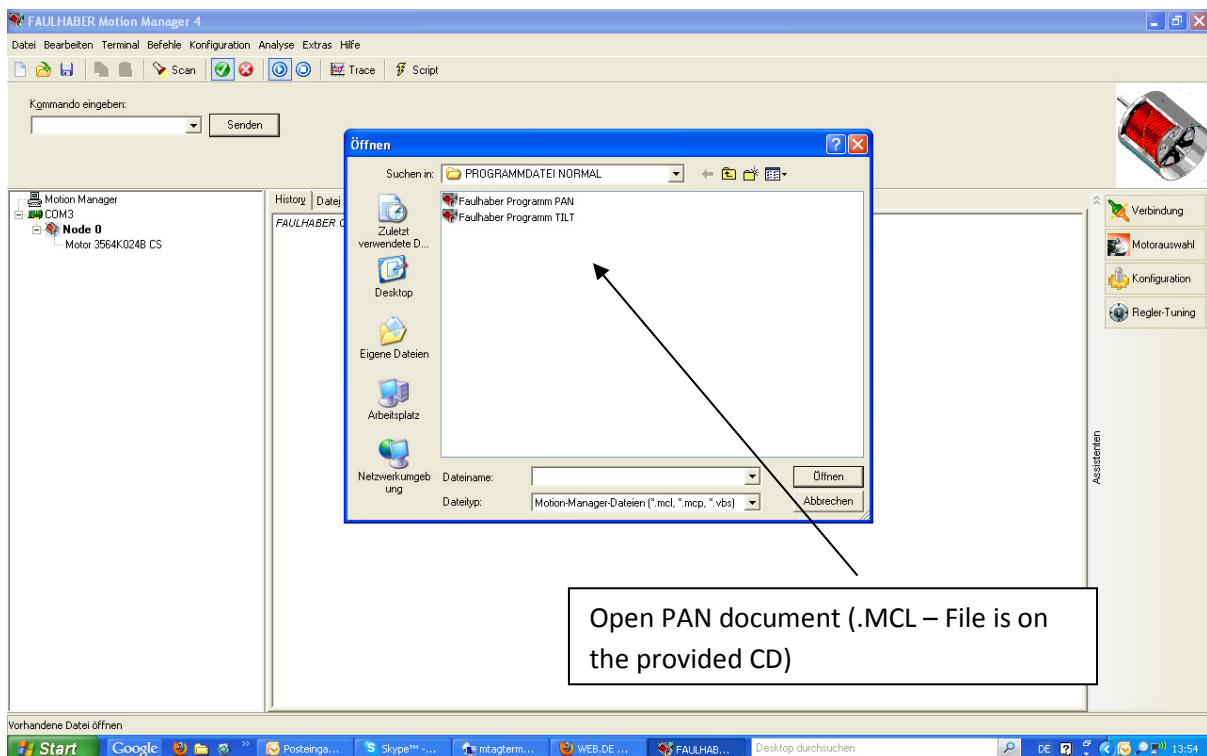 FAULHABER Motion Manager 4
Datei Bearbeiten Terminal Befehle Konfiguration Analyse Extras Hilfe
Scan Trace Script
Kommando eingeben:
Senden
Öffnen
Suchen in: PROGRAMMDATEI NORMAL
Motion Manager
COM3
Node 0
Motor 3564K024B CS
History Datei
FAULHABER
Faulhaber Programm PAN
Faulhaber Programm TILT
Zuletzt
verwendete D...
Desktop
Eigene Dateien
Arbeitsplatz
Netzwerkumgeb
ung
Dateiname:
Öffnen
Dateityp: Motion-Manager-Dateien (*.mcl, *.mcp, *.vbs)
Abbrechen
Verbindung
Motorauswahl
Konfiguration
Regler-Tuning
Assistenten
Open PAN document (.MCL – File is on
the provided CD)
Vorhandene Datei öffnen
Start Google Posteinga... Skype™ -... mtagterm... WEB.DE ... FAULHAB... Desktop durchsuchen DE 13:54